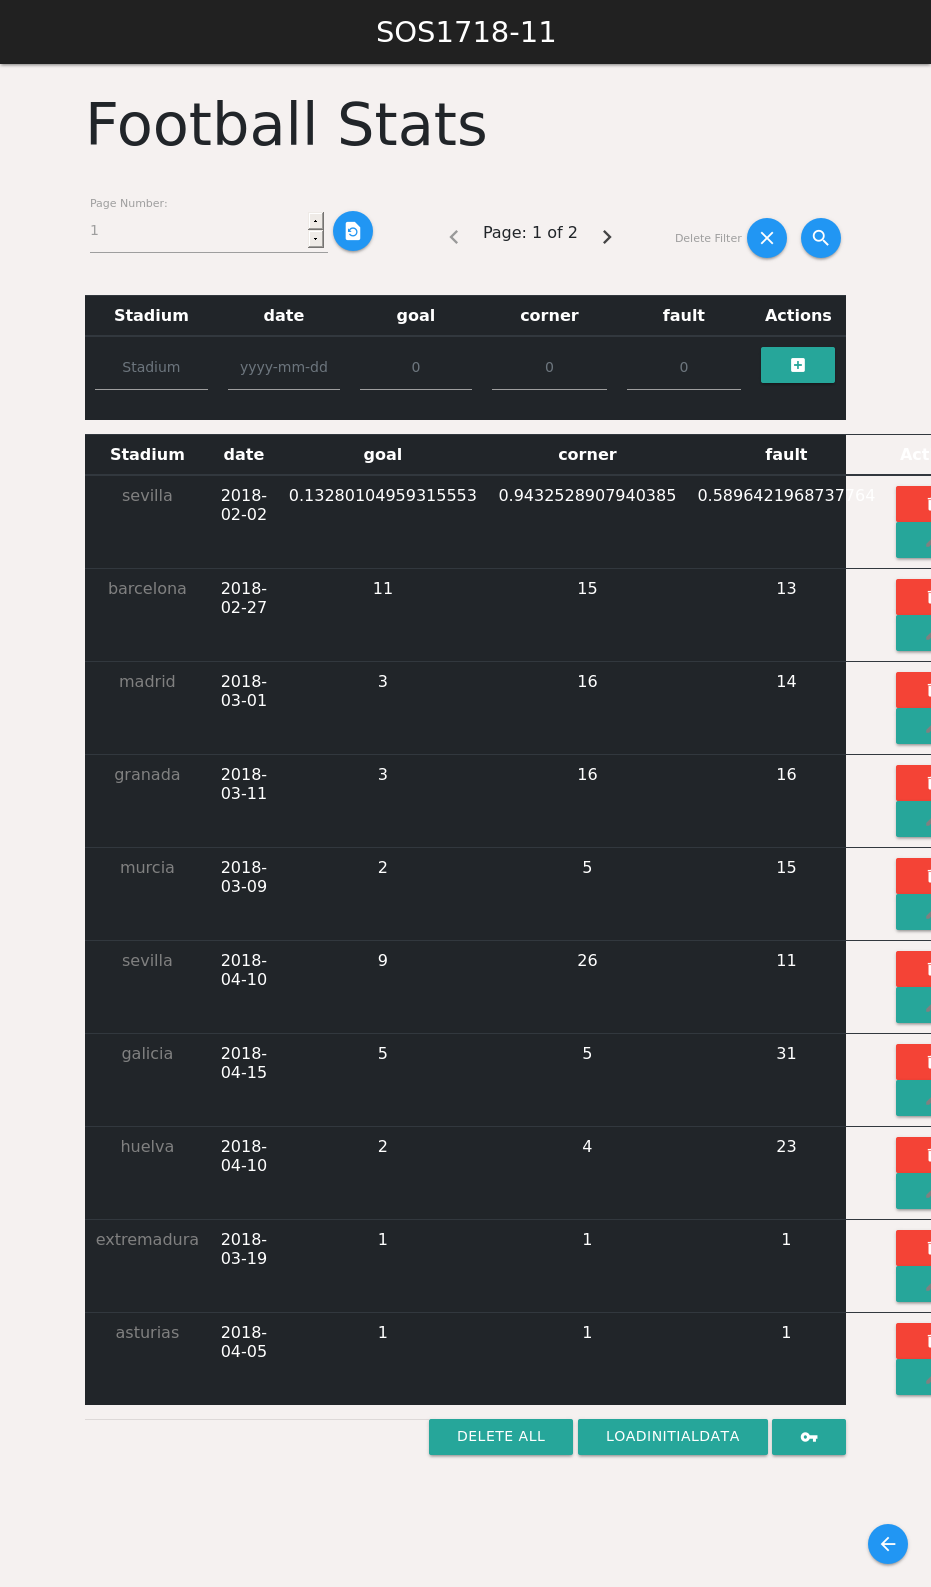 SOS1718-11
Football Stats
Page Number:
1
Page: 1 of 2
Delete Filter
Stadium date goal corner fault Actions
Stadium yyyy-mm-dd 0 0 0
Stadium date goal corner fault
sevilla 2018-02-02 0.13280104959315553 0.9432528907940385 0.5896421968737764
barcelona 2018-02-27 11 15 13
madrid 2018-03-01 3 16 14
granada 2018-03-11 3 16 16
murcia 2018-03-09 2 5 15
sevilla 2018-04-10 9 26 11
galicia 2018-04-15 5 5 31
huelva 2018-04-10 2 4 23
extremadura 2018-03-19 1 1 1
asturias 2018-04-05 1 1 1
DELETE ALL LOADINITIALDATA